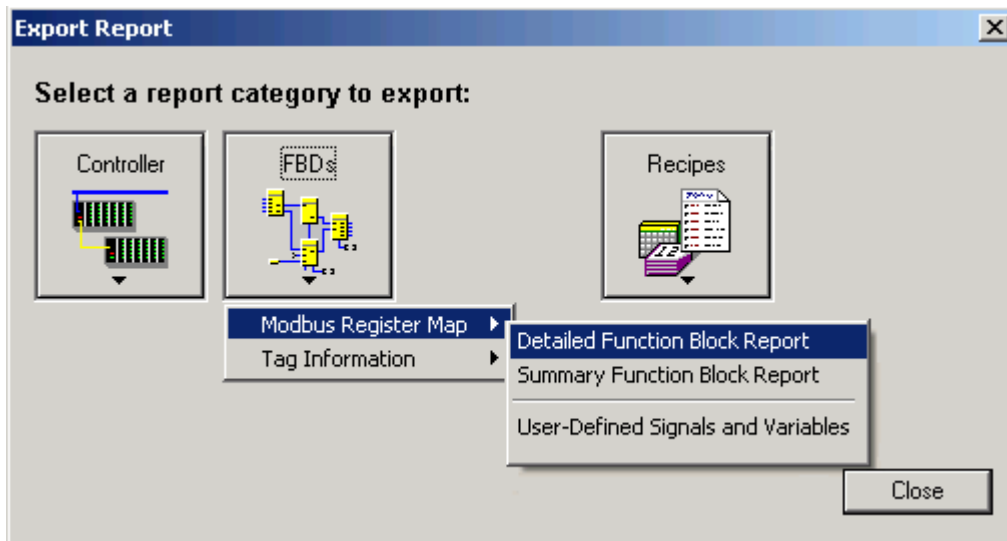 Export Report
Select a report category to export:
Controller
FBDs
Recipes
Modbus Register Map
Tag Information
Detailed Function Block Report
Summary Function Block Report
User-Defined Signals and Variables
Close